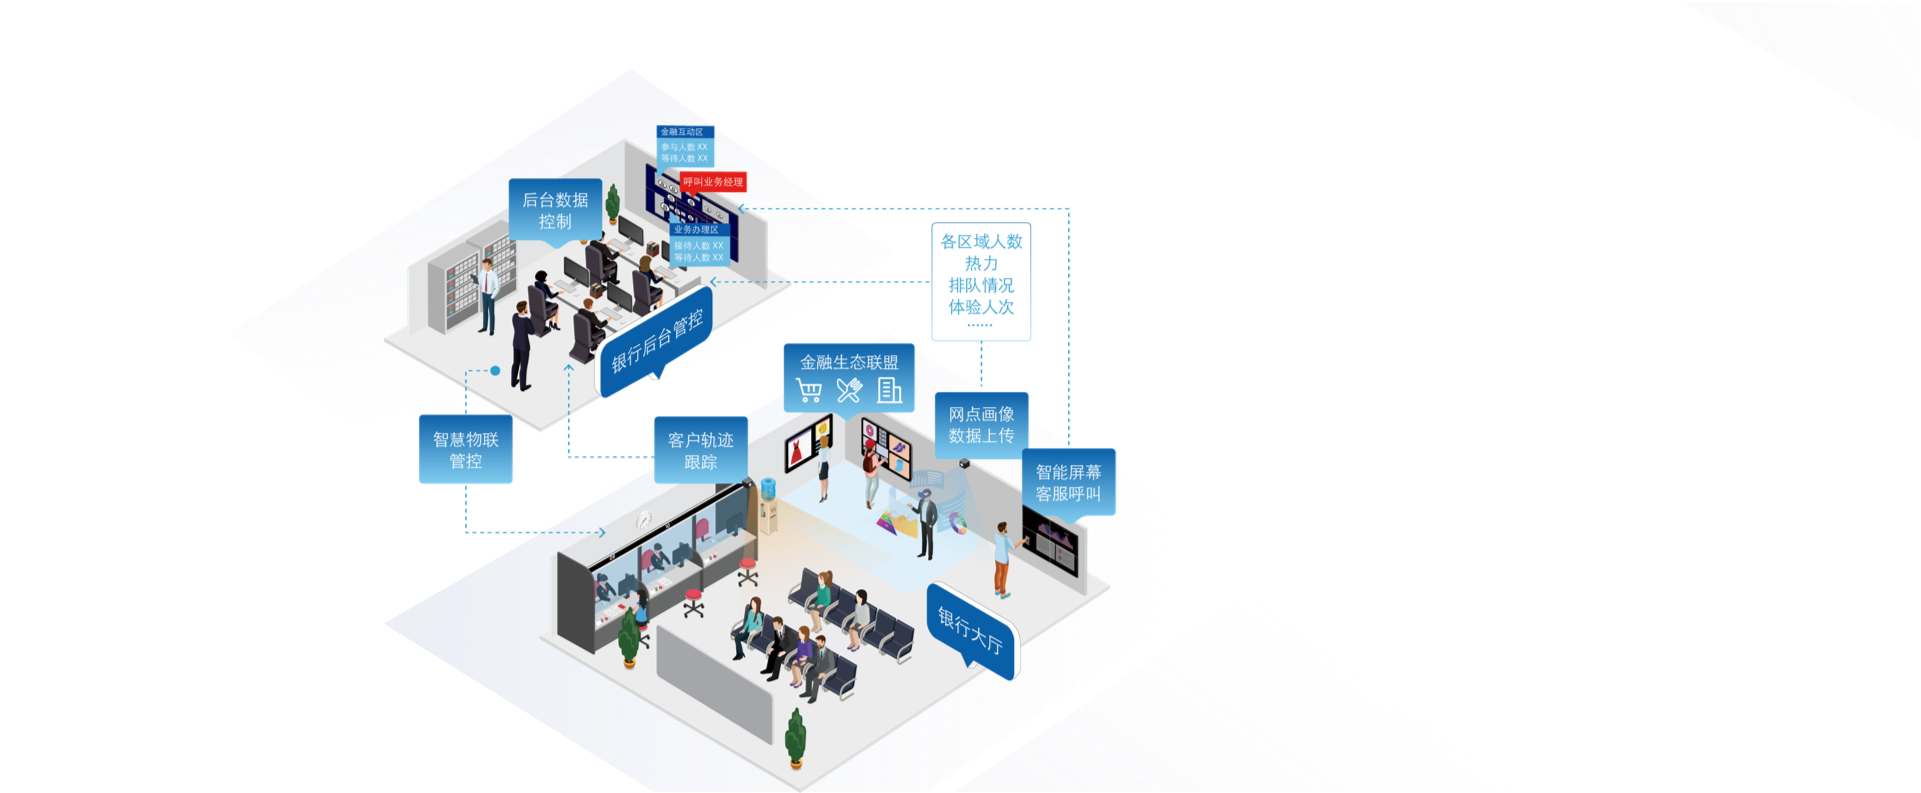 金融互动区
参与人数 XX
等待人数 XX
呼叫业务经理
后台数据
控制
业务办理区
接待人数 XX
等待人数 XX
各区域人数
热力
排队情况
体验人次
......
银行后台管控
金融生态联盟
网点画像
数据上传
智慧物联
管控
客户轨迹
跟踪
智能屏幕
客服呼叫
银行大厅